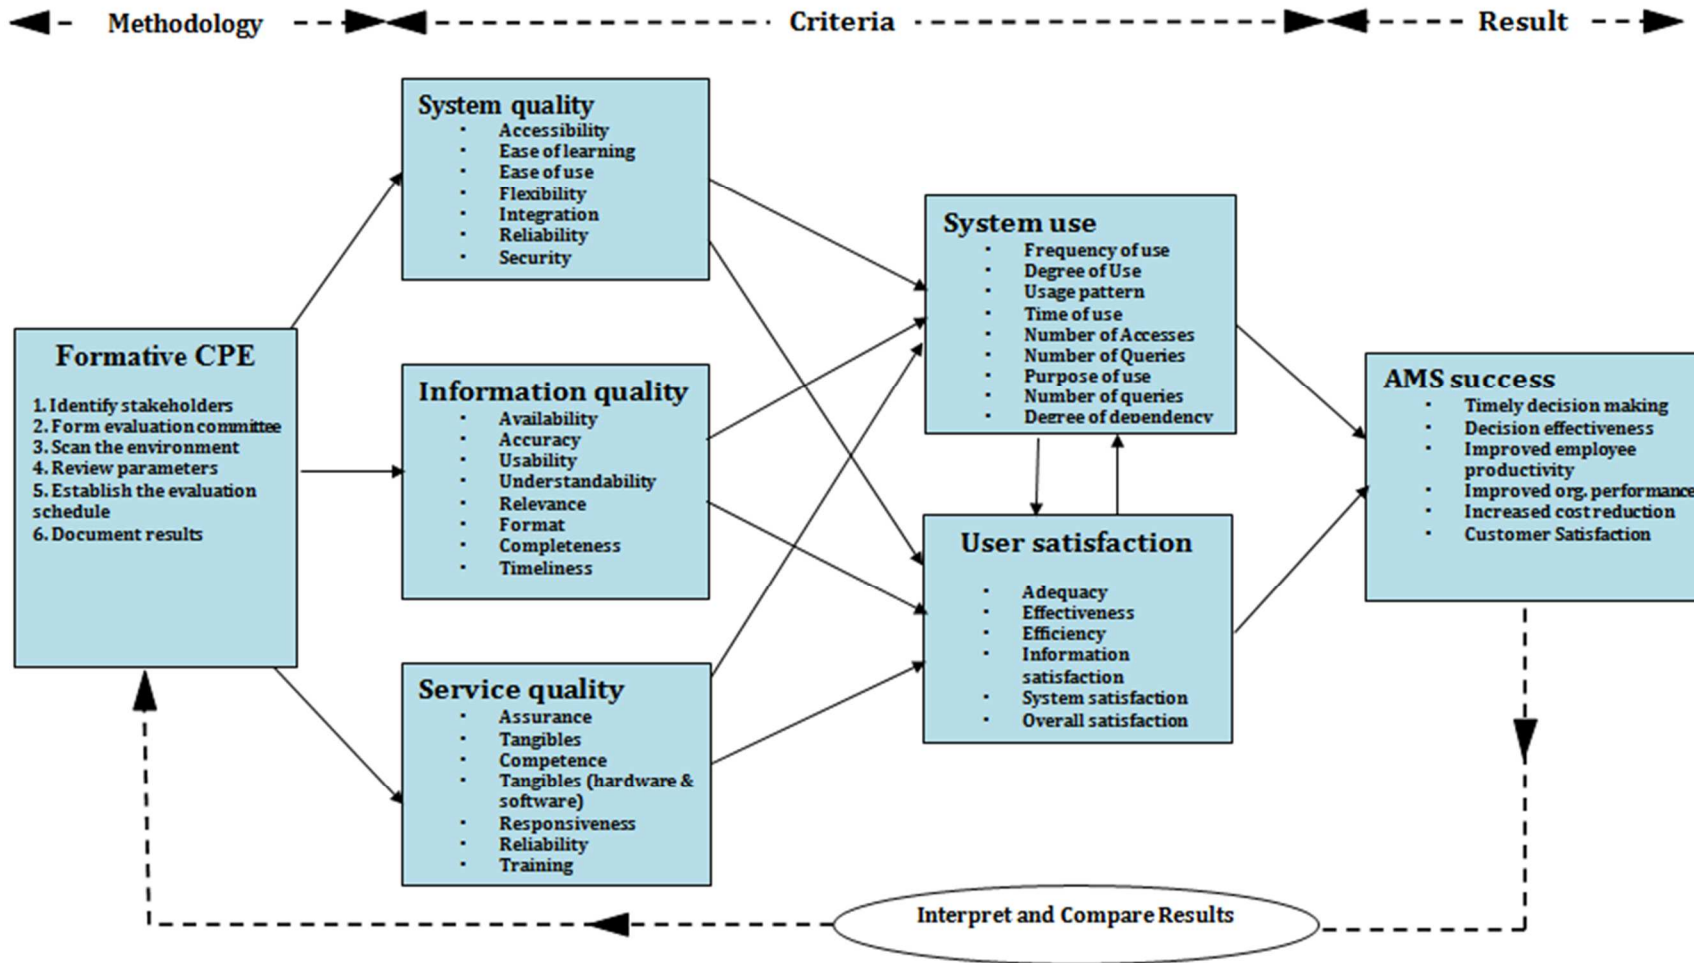 Methodology
Criteria
Result
Formative CPE
1. Identify stakeholders
2. Form evaluation committee
3. Scan the environment
4. Review parameters
5. Establish the evaluation
schedule
6. Document results
System quality
▪ Accessibility
▪ Ease of learning
▪ Ease of use
▪ Flexibility
▪ Integration
▪ Reliability
▪ Security
Information quality
▪ Availability
▪ Accuracy
▪ Usability
▪ Understandability
▪ Relevance
▪ Format
▪ Completeness
▪ Timeliness
Service quality
▪ Assurance
▪ Tangibles
▪ Competence
▪ Tangibles (hardware &
software)
▪ Responsiveness
▪ Reliability
▪ Training
System use
▪ Frequency of use
▪ Degree of Use
▪ Usage pattern
▪ Time of use
▪ Number of Accesses
▪ Number of Queries
▪ Purpose of use
▪ Number of queries
▪ Degree of dependency
User satisfaction
▪ Adequacy
▪ Effectiveness
▪ Efficiency
▪ Information
satisfaction
▪ System satisfaction
▪ Overall satisfaction
AMS success
▪ Timely decision making
▪ Decision effectiveness
▪ Improved employee
productivity
▪ Improved org. performance
▪ Increased cost reduction
▪ Customer Satisfaction
Interpret and Compare Results